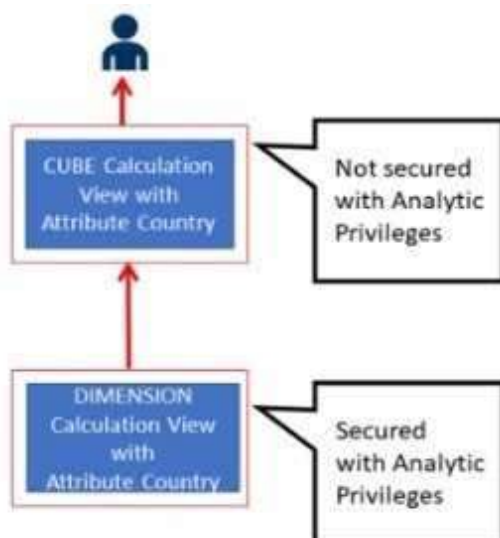 CUBE Calculation
View with
Attribute Country
Not secured
with Analytic
Privileges
DIMENSION
Calculation View
with
Attribute Country
Secured
with Analytic
Privileges